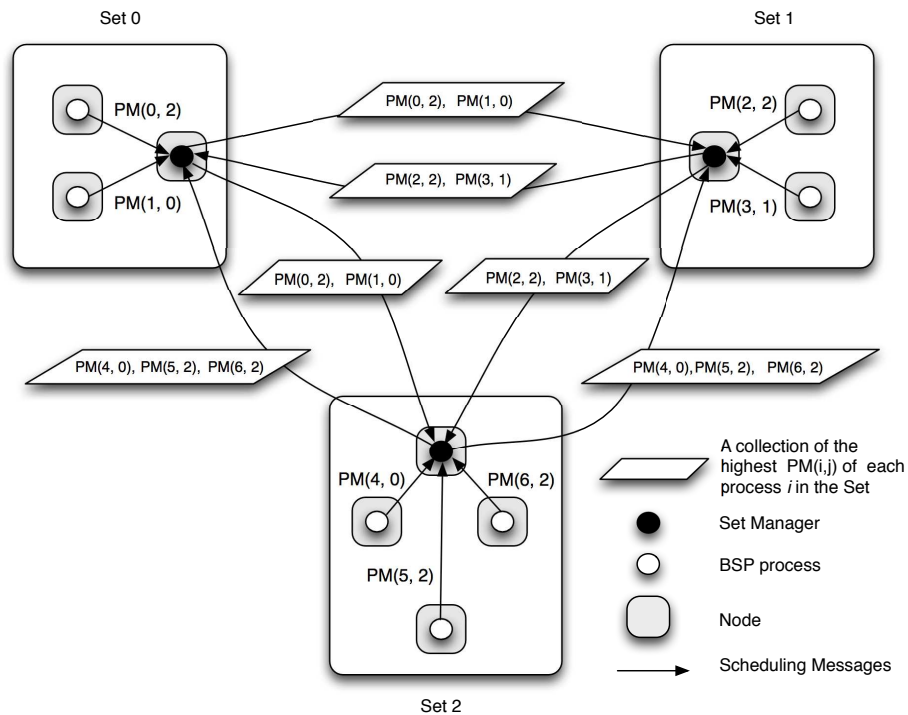 Set 0
Set 1
PM(0, 2)
PM(1, 0)
PM(0, 2), PM(1, 0)
PM(2, 2), PM(3, 1)
PM(2, 2)
PM(3, 1)
PM(0, 2), PM(1, 0)
PM(2, 2), PM(3, 1)
PM(4, 0), PM(5, 2), PM(6, 2)
PM(4, 0),PM(5, 2), PM(6, 2)
PM(4, 0)
PM(6, 2)
PM(5, 2)
Set 2
A collection of the
highest PM(i,j) of each
process i in the Set
Set Manager
BSP process
Node
Scheduling Messages